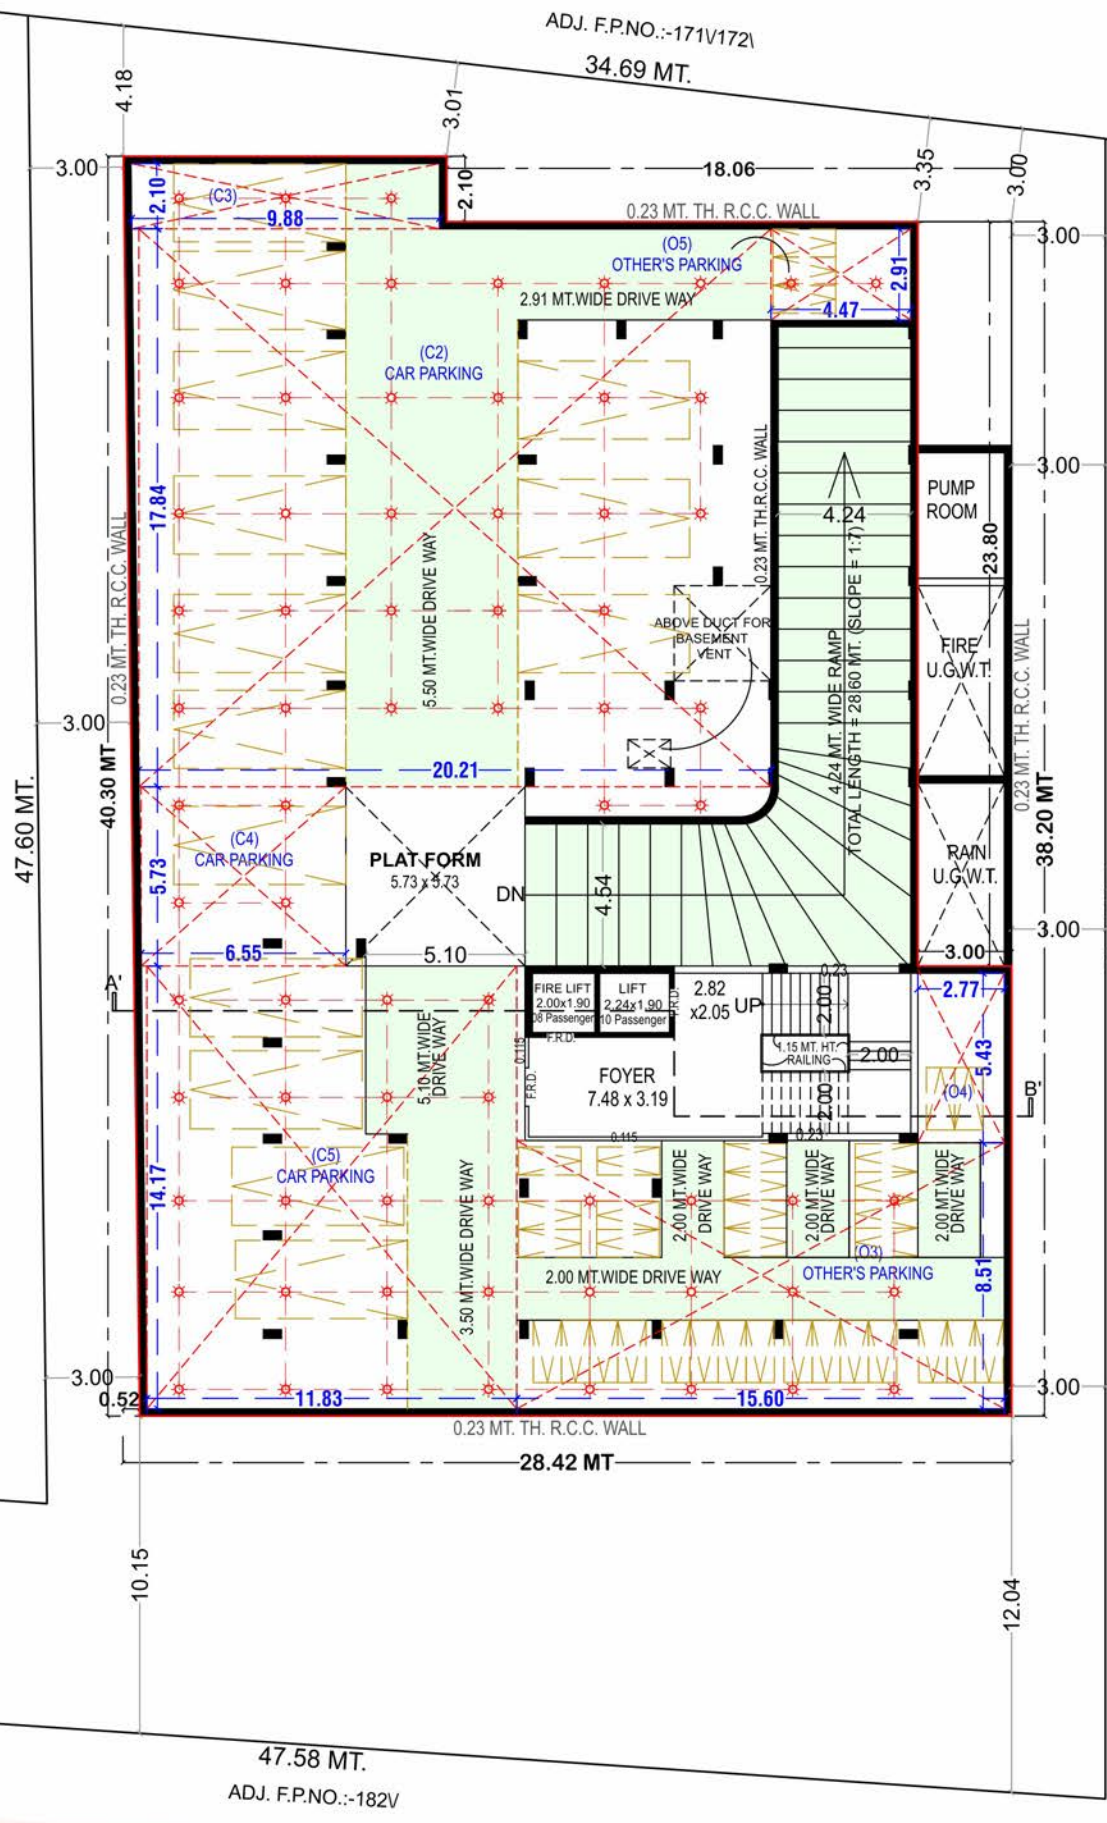 ADJ. F.P.NO.:-171\/172\
34.69 MT.
4.18
3.01
3.35
3.00
3.00
18.06
2.10
(C3)
2.10
9.88
0.23 MT. TH. R.C.C. WALL
3.00
(O5)
OTHER'S PARKING
2.91
2.91 MT.WIDE DRIVE WAY
4.47
(C2)
CAR PARKING
0.23 MT. TH.R.C.C. WALL
3.00
PUMP
ROOM
17.84
4.24
23.80
0.23 MT. TH. R.C.C. WALL
5.50 MT.WIDE DRIVE WAY
ABOVE DUCT FOR
BASEMENT
VENT
4.24 MT. WIDE RAMP
TOTAL LENGTH = 28.60 MT. (SLOPE = 1:7)
FIRE
U.G.W.T.
0.23 MT. TH. R.C.C. WALL
3.00
X
20.21
47.60 MT.
40.30 MT
38.20 MT
(C4)
CAR PARKING
PLAT FORM
5.73 x 5.73
5.73
DN
4.54
RAIN
U.G.W.T.
3.00
6.55
5.10
3.00
A'
FIRE LIFT
2.00x1.90
08 Passenger
LIFT
2.24x1.90
10 Passenger
F.R.D.
F.R.D.
2.82
x2.05
UP
0.23
2.00
2.77
5.10 MT.WIDE
DRIVE WAY
0.115
F.R.D.
1.15 MT. HT.
RAILING
2.00
5.43
FOYER
7.48 x 3.19
2.00
(O4)
B'
0.115
0.23
(C5)
CAR PARKING
14.17
3.50 MT.WIDE DRIVE WAY
2.00 MT.WIDE
DRIVE WAY
2.00 MT.WIDE
DRIVE WAY
2.00 MT.WIDE
DRIVE WAY
(O3)
OTHER'S PARKING
2.00 MT.WIDE DRIVE WAY
8.51
3.00
0.52
11.83
15.60
3.00
0.23 MT. TH. R.C.C. WALL
28.42 MT
10.15
12.04
47.58 MT.
ADJ. F.P.NO.:-182\/